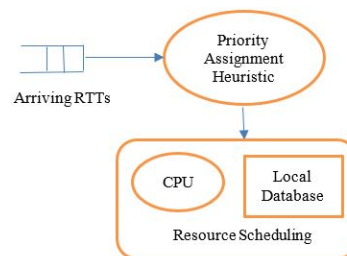 Priority
Assignment
Heuristic
Arriving RTTs
CPU
Local
Database
Resource Scheduling